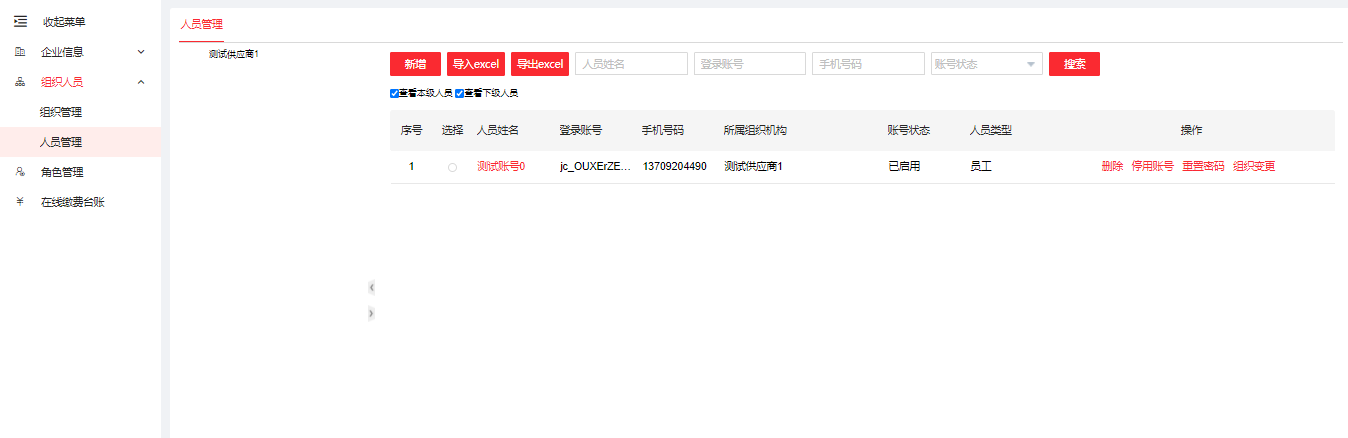 收起菜单
企业信息
组织人员
组织管理
人员管理
角色管理
¥ 在线缴费台账
人员管理
测试供应商1
新增 导入excel 导出excel 人员姓名 登录账号 手机号码 账号状态 搜索
查看本级人员 查看下级人员
序号 选择 人员姓名 登录账号 手机号码 所属组织机构 账号状态 人员类型 操作
1 测试账号0 jc_OUXErZE... 13709204490 测试供应商1 已启用 员工 删除 停用账号 重置密码 组织变更